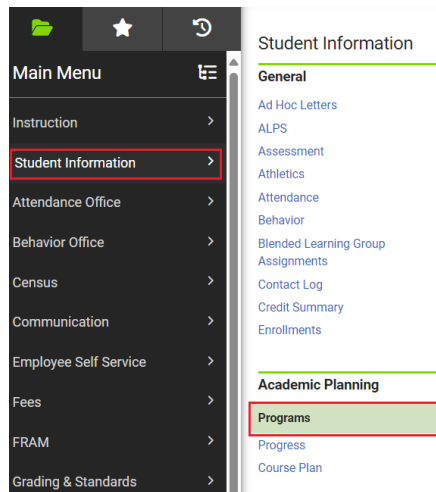 Main Menu
Instruction
Student Information
Attendance Office
Behavior Office
Census
Communication
Employee Self Service
Fees
FRAM
Grading & Standards
Student Information
General
Ad Hoc Letters
ALPS
Assessment
Athletics
Attendance
Behavior
Blended Learning Group
Assignments
Contact Log
Credit Summary
Enrollments
Academic Planning
Programs
Progress
Course Plan